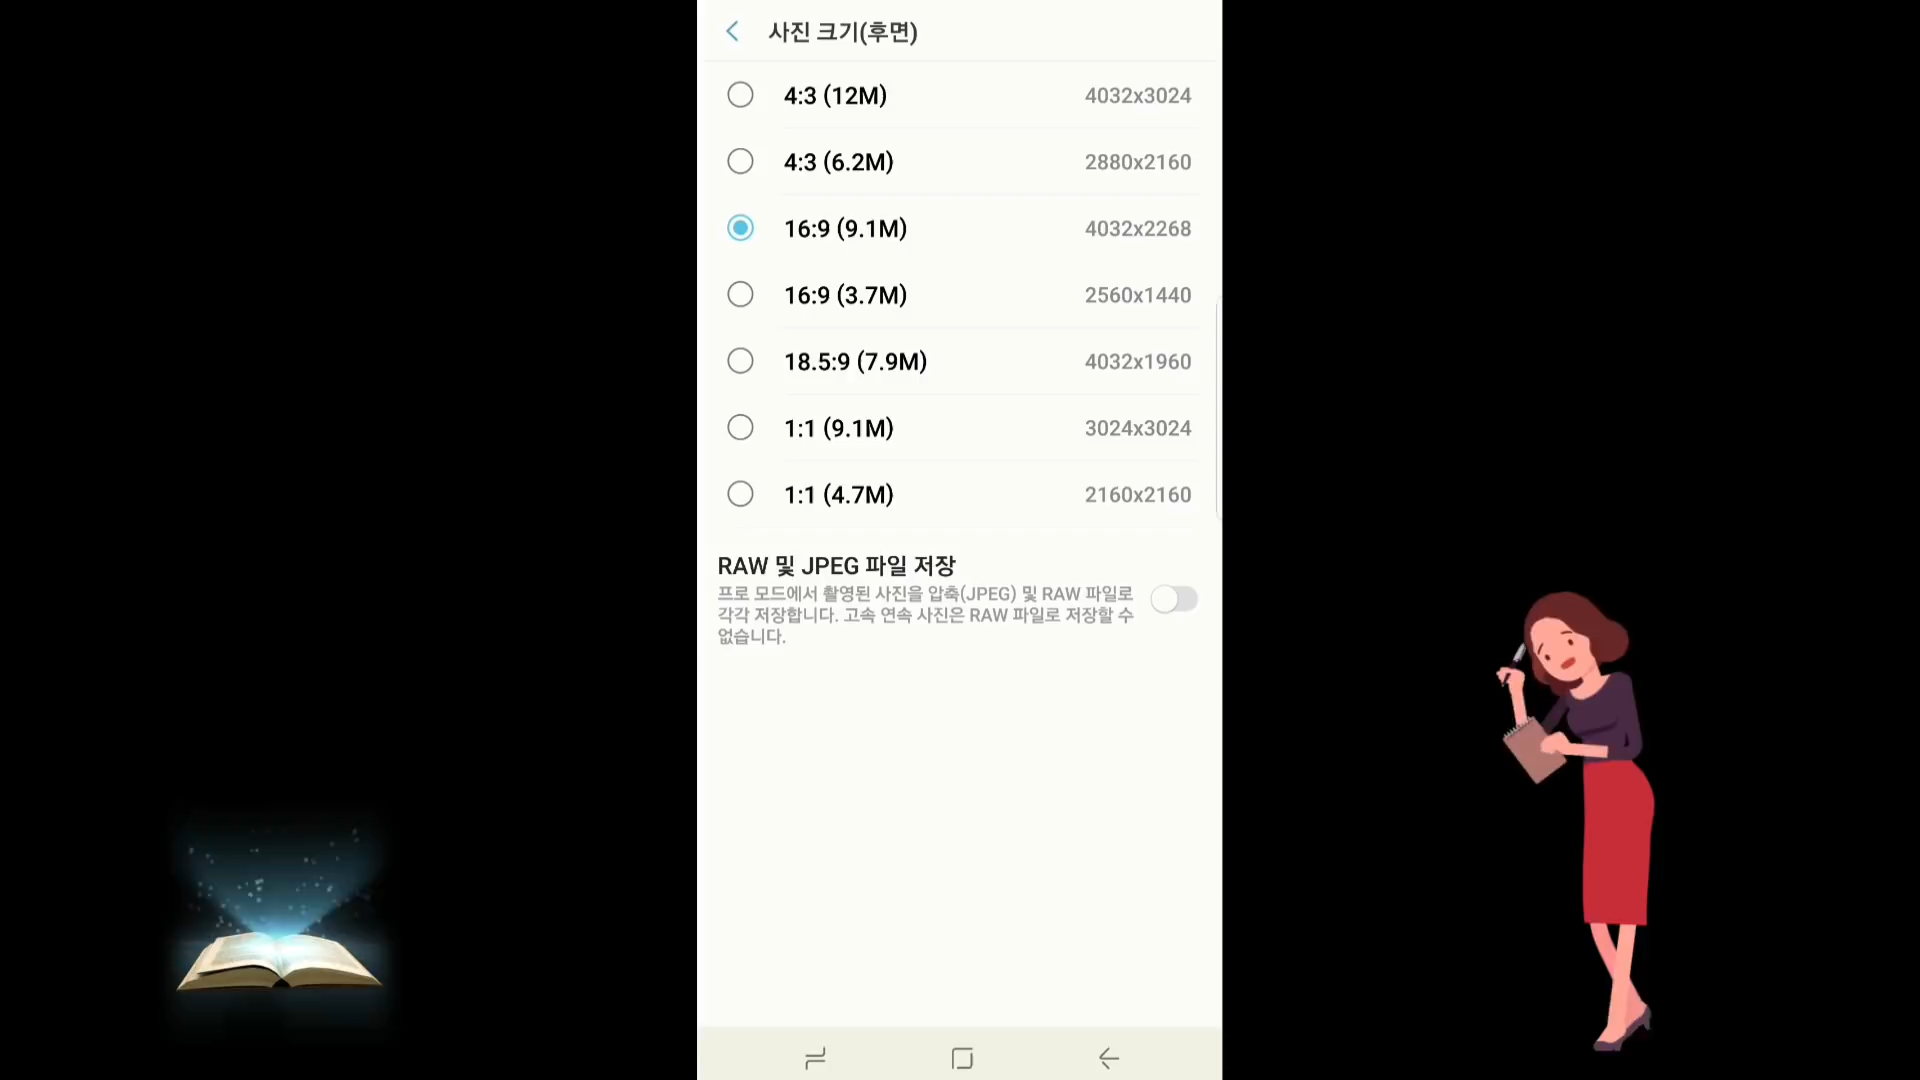 사진 크기(후면)
4:3 (12M) 4032x3024
4:3 (6.2M) 2880x2160
16:9 (9.1M) 4032x2268
16:9 (3.7M) 2560x1440
18.5:9 (7.9M) 4032x1960
1:1 (9.1M) 3024x3024
1:1 (4.7M) 2160x2160
RAW 및 JPEG 파일 저장
프로 모드에서 촬영된 사진을 압축(JPEG) 및 RAW 파일로
각각 저장합니다. 고속 연속 사진은 RAW 파일로 저장할 수
없습니다.